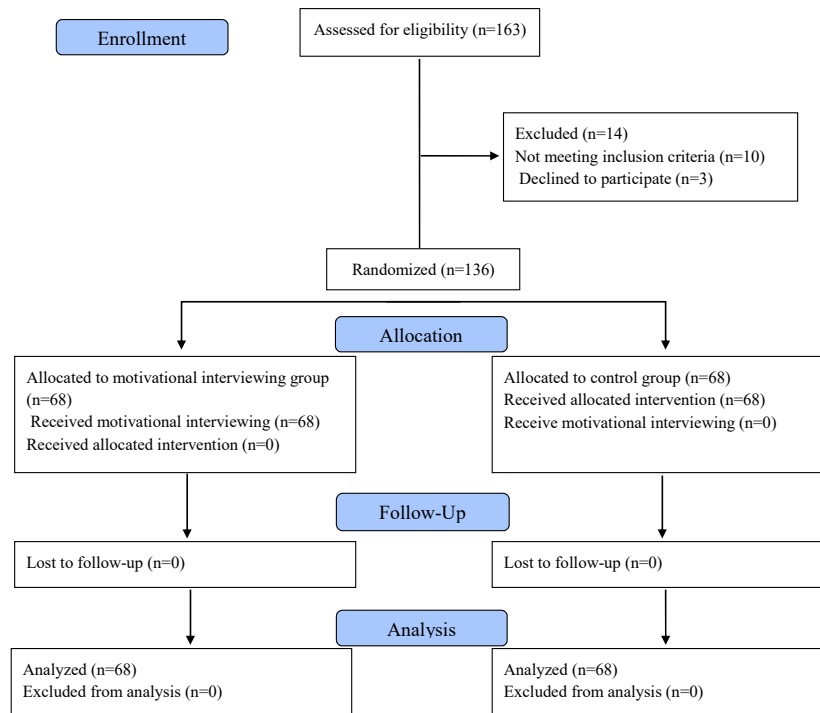 Enrollment
Assessed for eligibility (n=163)
Excluded (n=14)
Not meeting inclusion criteria (n=10)
Declined to participate (n=3)
Randomized (n=136)
Allocation
Allocated to motivational interviewing group
(n=68)
Received motivational interviewing (n=68)
Received allocated intervention (n=0)
Allocated to control group (n=68)
Received allocated intervention (n=68)
Receive motivational interviewing (n=0)
Follow-Up
Lost to follow-up (n=0)
Lost to follow-up (n=0)
Analysis
Analyzed (n=68)
Excluded from analysis (n=0)
Analyzed (n=68)
Excluded from analysis (n=0)